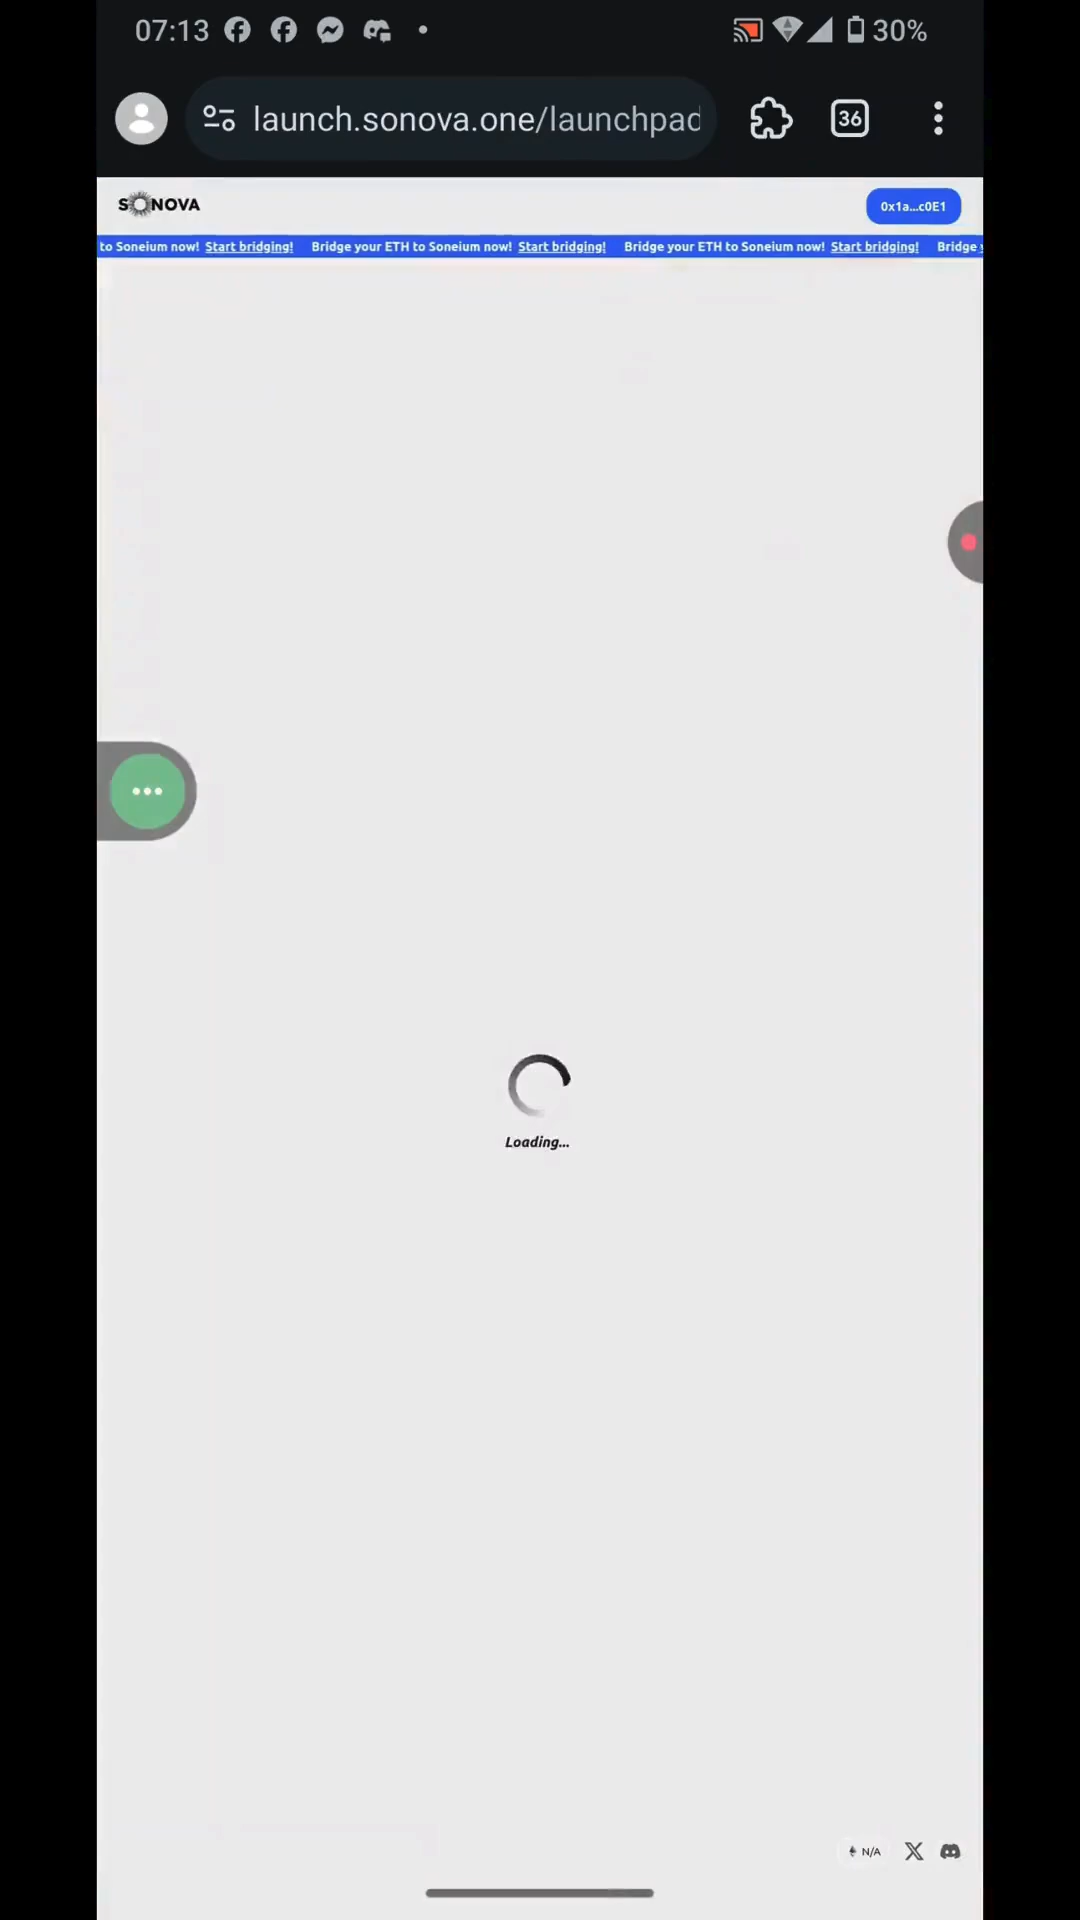 07:13
30%
launch.sonova.one/launchpad
36
SONOVA
0x1a...c0E1
to Soneium now! Start bridging! Bridge your ETH to Soneium now! Start bridging! Bridge your ETH to Soneium now! Start bridging! Bridge
Loading...
N/A